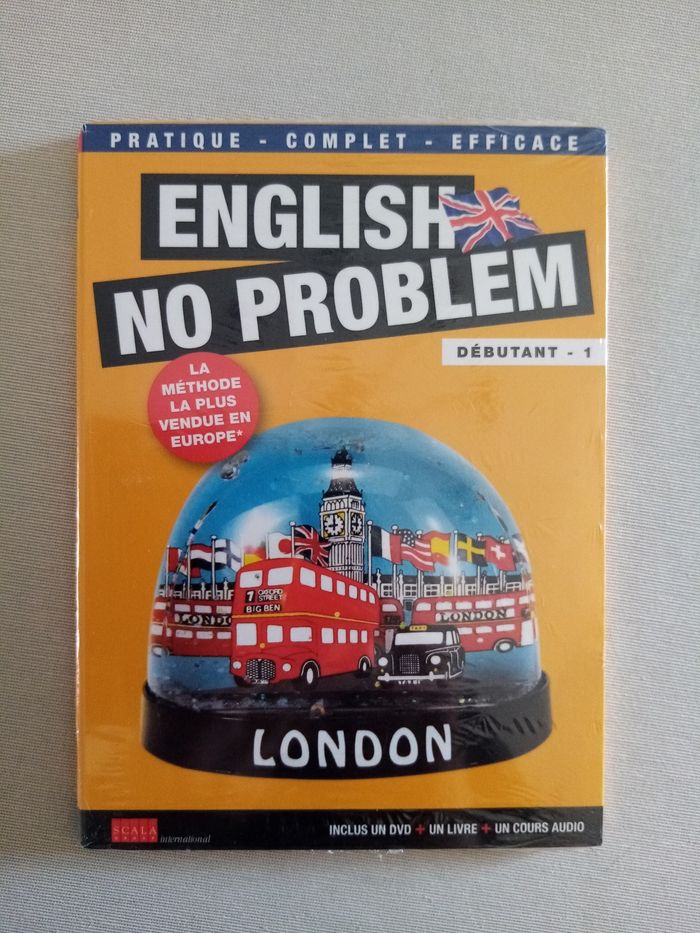 PRATIQUE - COMPLET - EFFICACE
ENGLISH
NO PROBLEM
DÉBUTANT - 1
LA
MÉTHODE
LA PLUS
VENDUE EN
EUROPE*
7 OXFORD
STREET
BIG BEN
TAXI
LONDON
LONDON
LONDON
SCALA
international
INCLUS UN DVD + UN LIVRE + UN COURS AUDIO